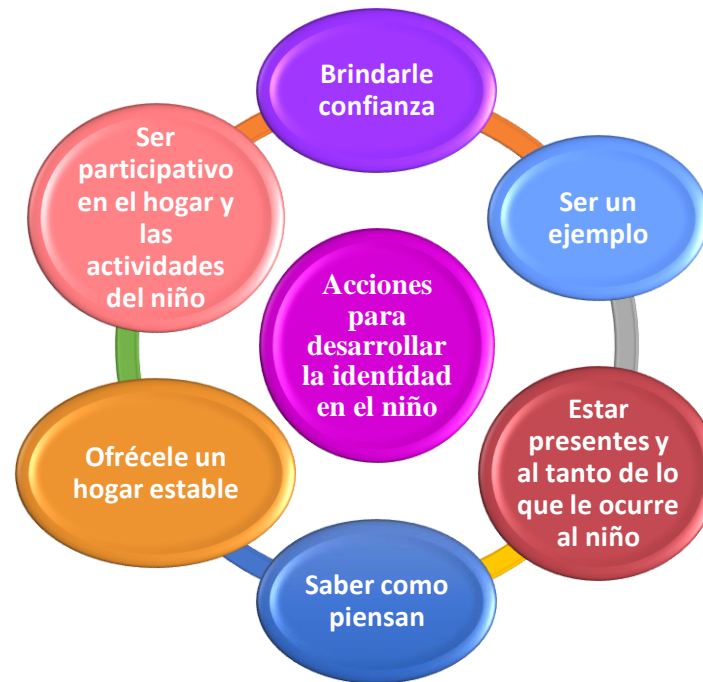 Brindarle
confianza
Ser un
ejemplo
Estar
presentes y
al tanto de lo
que le ocurre
al niño
Saber como
piensan
Ofrécele un
hogar estable
Ser
participativo
en el hogar y
las
actividades
del niño
Acciones
para
desarrollar
la identidad
en el niño